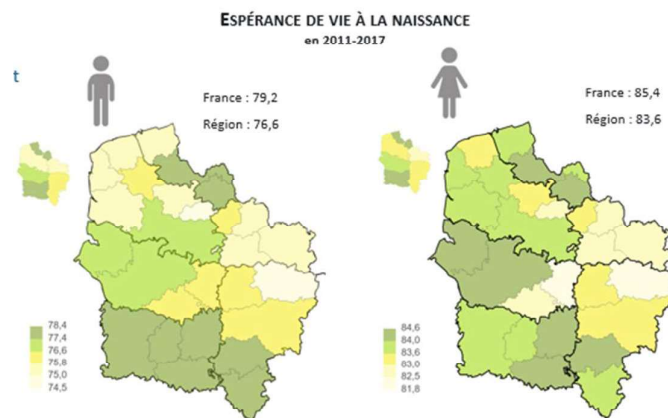 ESPÉRANCE DE VIE À LA NAISSANCE
en 2011-2017
t
France : 79,2
Région : 76,6
France : 85,4
Région : 83,6
78,4
77,4
76,6
75,8
75,0
74,5
84,6
84,0
83,6
83,0
82,5
81,8